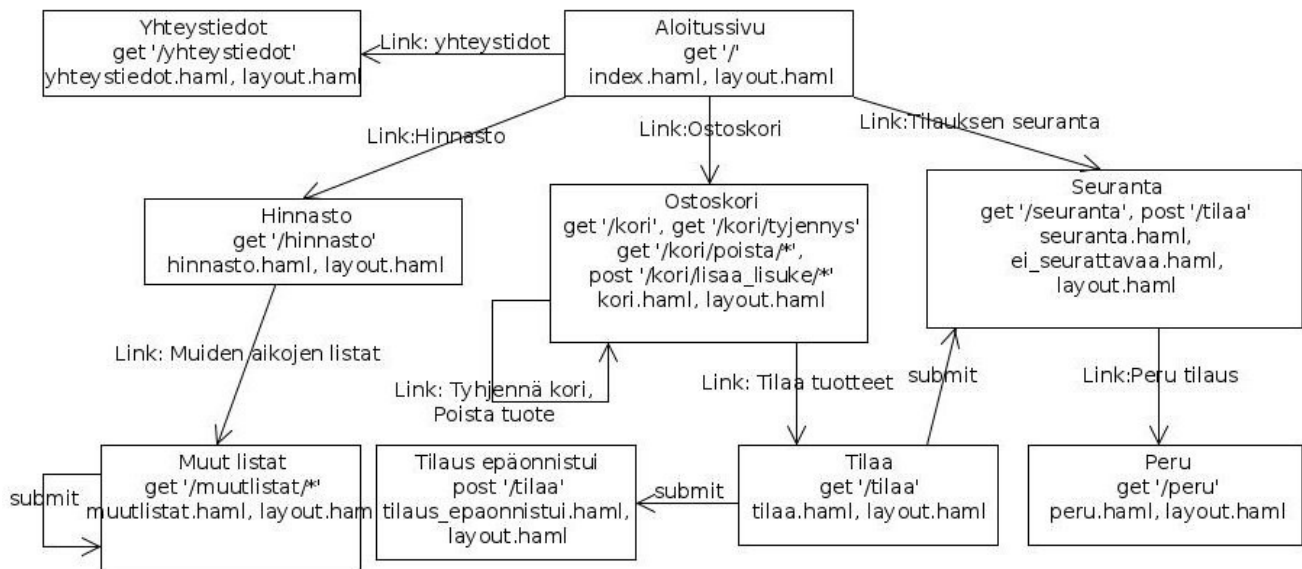 Yhteystiedot
get '/yhteystiedot'
yhteystiedot.haml, layout.haml
Link: yhteystidot
Aloitussivu
get '/'
index.haml, layout.haml
Link:Hinnasto
Link:Ostoskori
Link:Tilauksen seuranta
Hinnasto
get '/hinnasto'
hinnasto.haml, layout.haml
Ostoskori
get '/kori', get '/kori/tyjennys'
get '/kori/poista/*',
post '/kori/lisaa_lisuke/*'
kori.haml, layout.haml
Seuranta
get '/seuranta', post '/tilaa'
seuranta.haml,
ei_seurattavaa.haml,
layout.haml
Link: Muiden aikojen listat
Link: Tyhjennä kori,
Poista tuote
Link: Tilaa tuotteet
submit
Link:Peru tilaus
submit
Muut listat
get '/muutlistat/*'
muutlistat.haml, layout.ham
Tilaus epäonnistui
post '/tilaa'
tilaus_epaonnistui.haml,
layout.haml
submit
Tilaa
get '/tilaa'
tilaa.haml, layout.haml
Peru
get '/peru'
peru.haml, layout.haml